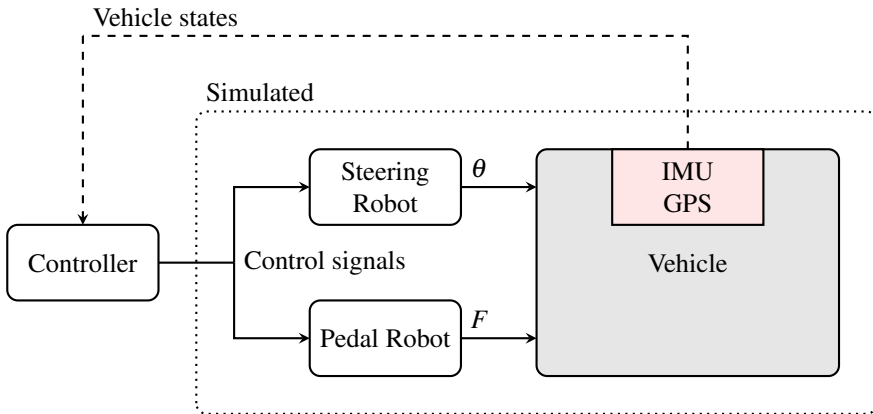 Vehicle states
Simulated
Steering
Robot
θ
IMU
GPS
Controller
Control signals
Vehicle
Pedal Robot
F